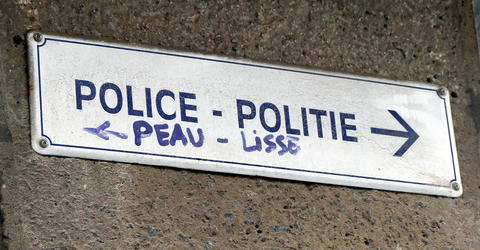 POLICE - POLITIE →
← PEAU - LISSE